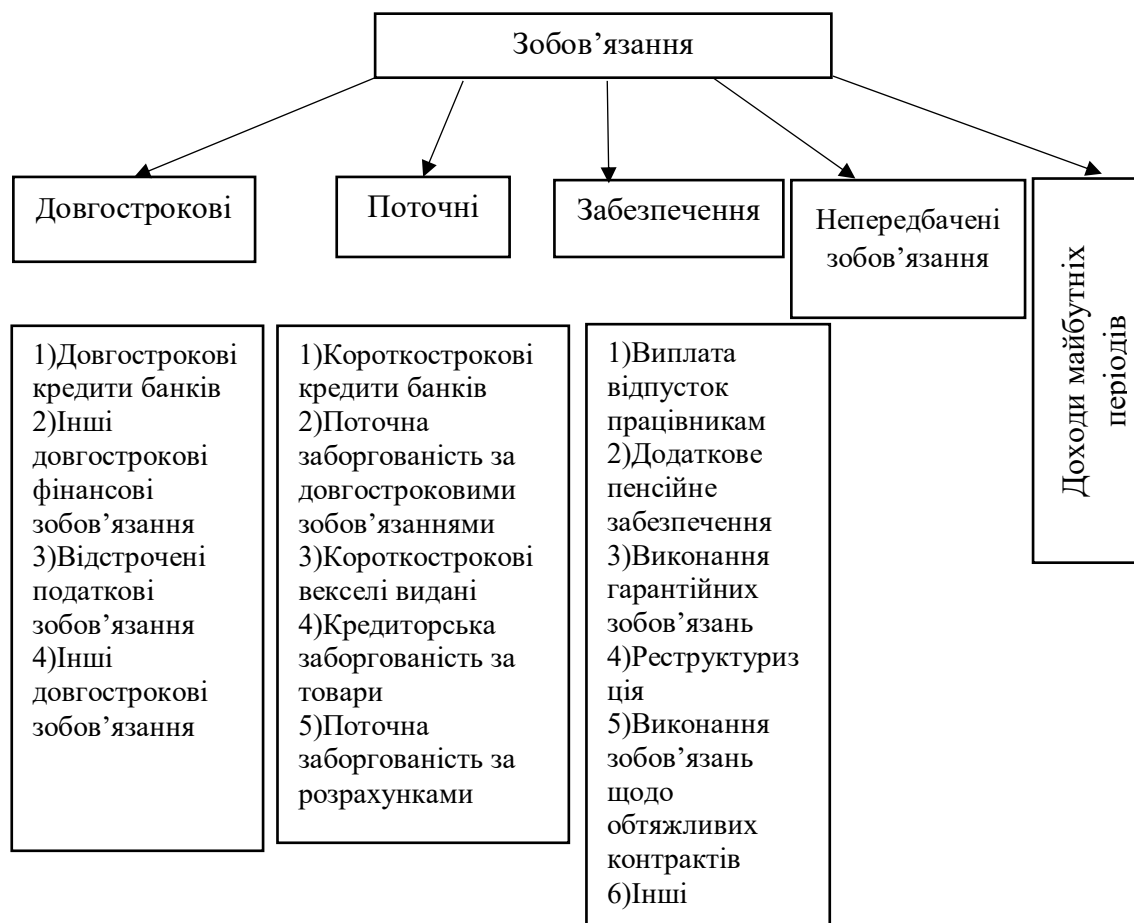 Зобов’язання
Довгострокові
Поточні
Забезпечення
Непередбачені
зобов’язання
Доходи майбутніх
періодів
1)Довгострокові
кредити банків
2)Інші
довгострокові
фінансові
зобов’язання
3)Відстрочені
податкові
зобов’язання
4)Інші
довгострокові
зобов’язання
1)Короткострокові
кредити банків
2)Поточна
заборгованість за
довгостроковими
зобов’язаннями
3)Короткострокові
векселі видані
4)Кредиторська
заборгованість за
товари
5)Поточна
заборгованість за
розрахунками
1)Виплата
відпусток
працівникам
2)Додаткове
пенсійне
забезпечення
3)Виконання
гарантійних
зобов’язань
4)Реструктуриз
ція
5)Виконання
зобов’язань
щодо
обтяжливих
контрактів
6)Інші